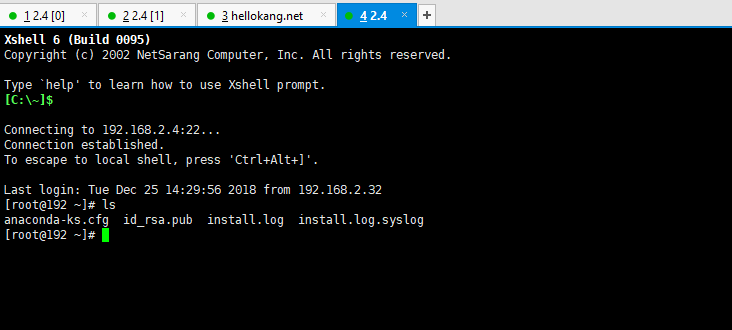 1 2.4 [0] × 2 2.4 [1] × 3 hellokang.net × 4 2.4 × +
Xshell 6 (Build 0095)
Copyright (c) 2002 NetSarang Computer, Inc. All rights reserved.
Type `help' to learn how to use Xshell prompt.
[C:\~]$
Connecting to 192.168.2.4:22...
Connection established.
To escape to local shell, press 'Ctrl+Alt+]'.
Last login: Tue Dec 25 14:29:56 2018 from 192.168.2.32
[root@192 ~]# ls
anaconda-ks.cfg  id_rsa.pub  install.log  install.log.syslog
[root@192 ~]#